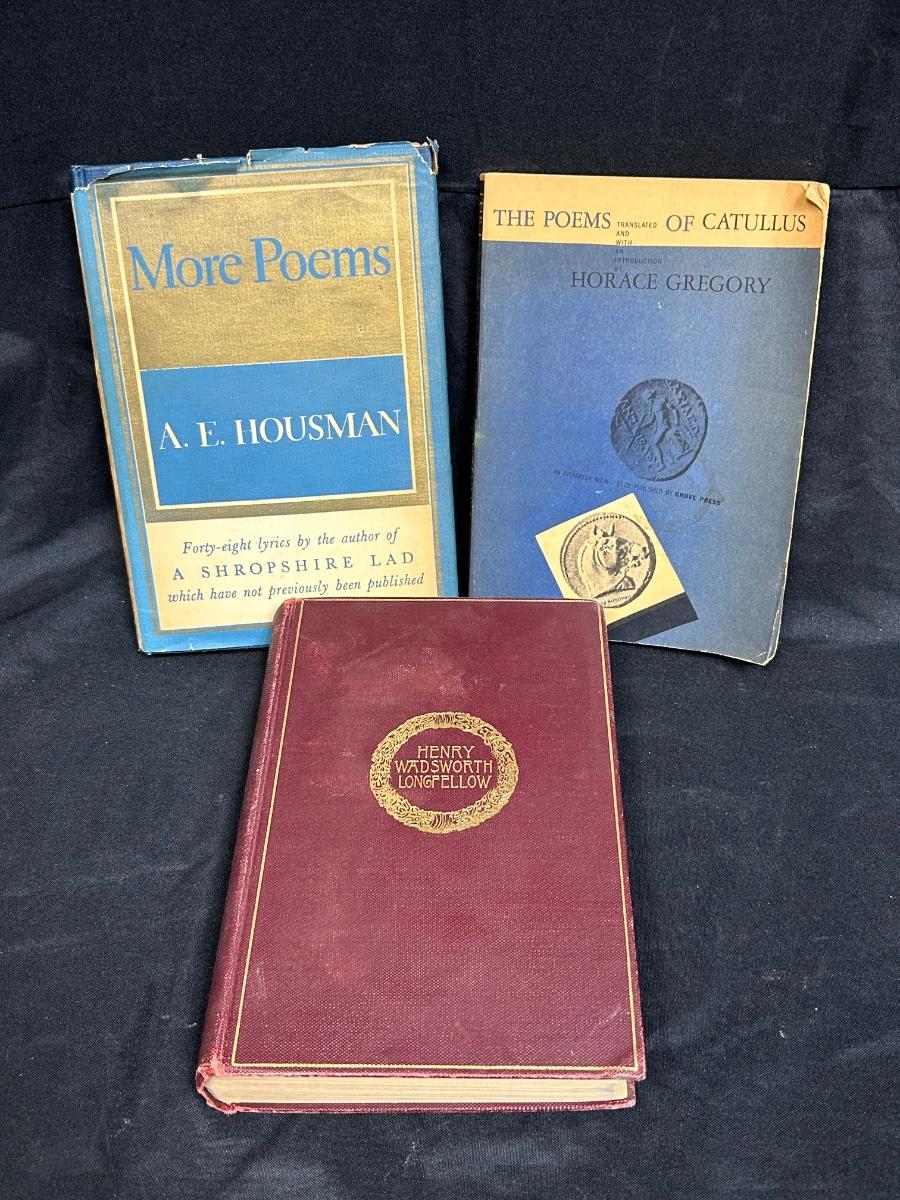 More Poems
A. E. HOUSMAN
Forty-eight lyrics by the author of
A SHROPSHIRE LAD
which have not previously been published
THE POEMS TRANSLATED OF CATULLUS
AND
WITH
AN
INTRODUCTION
BY
HORACE GREGORY
AN EVERGREEN BOOK $1.25 PUBLISHED BY GROVE PRESS
HENRY
WADSWORTH
LONGFELLOW